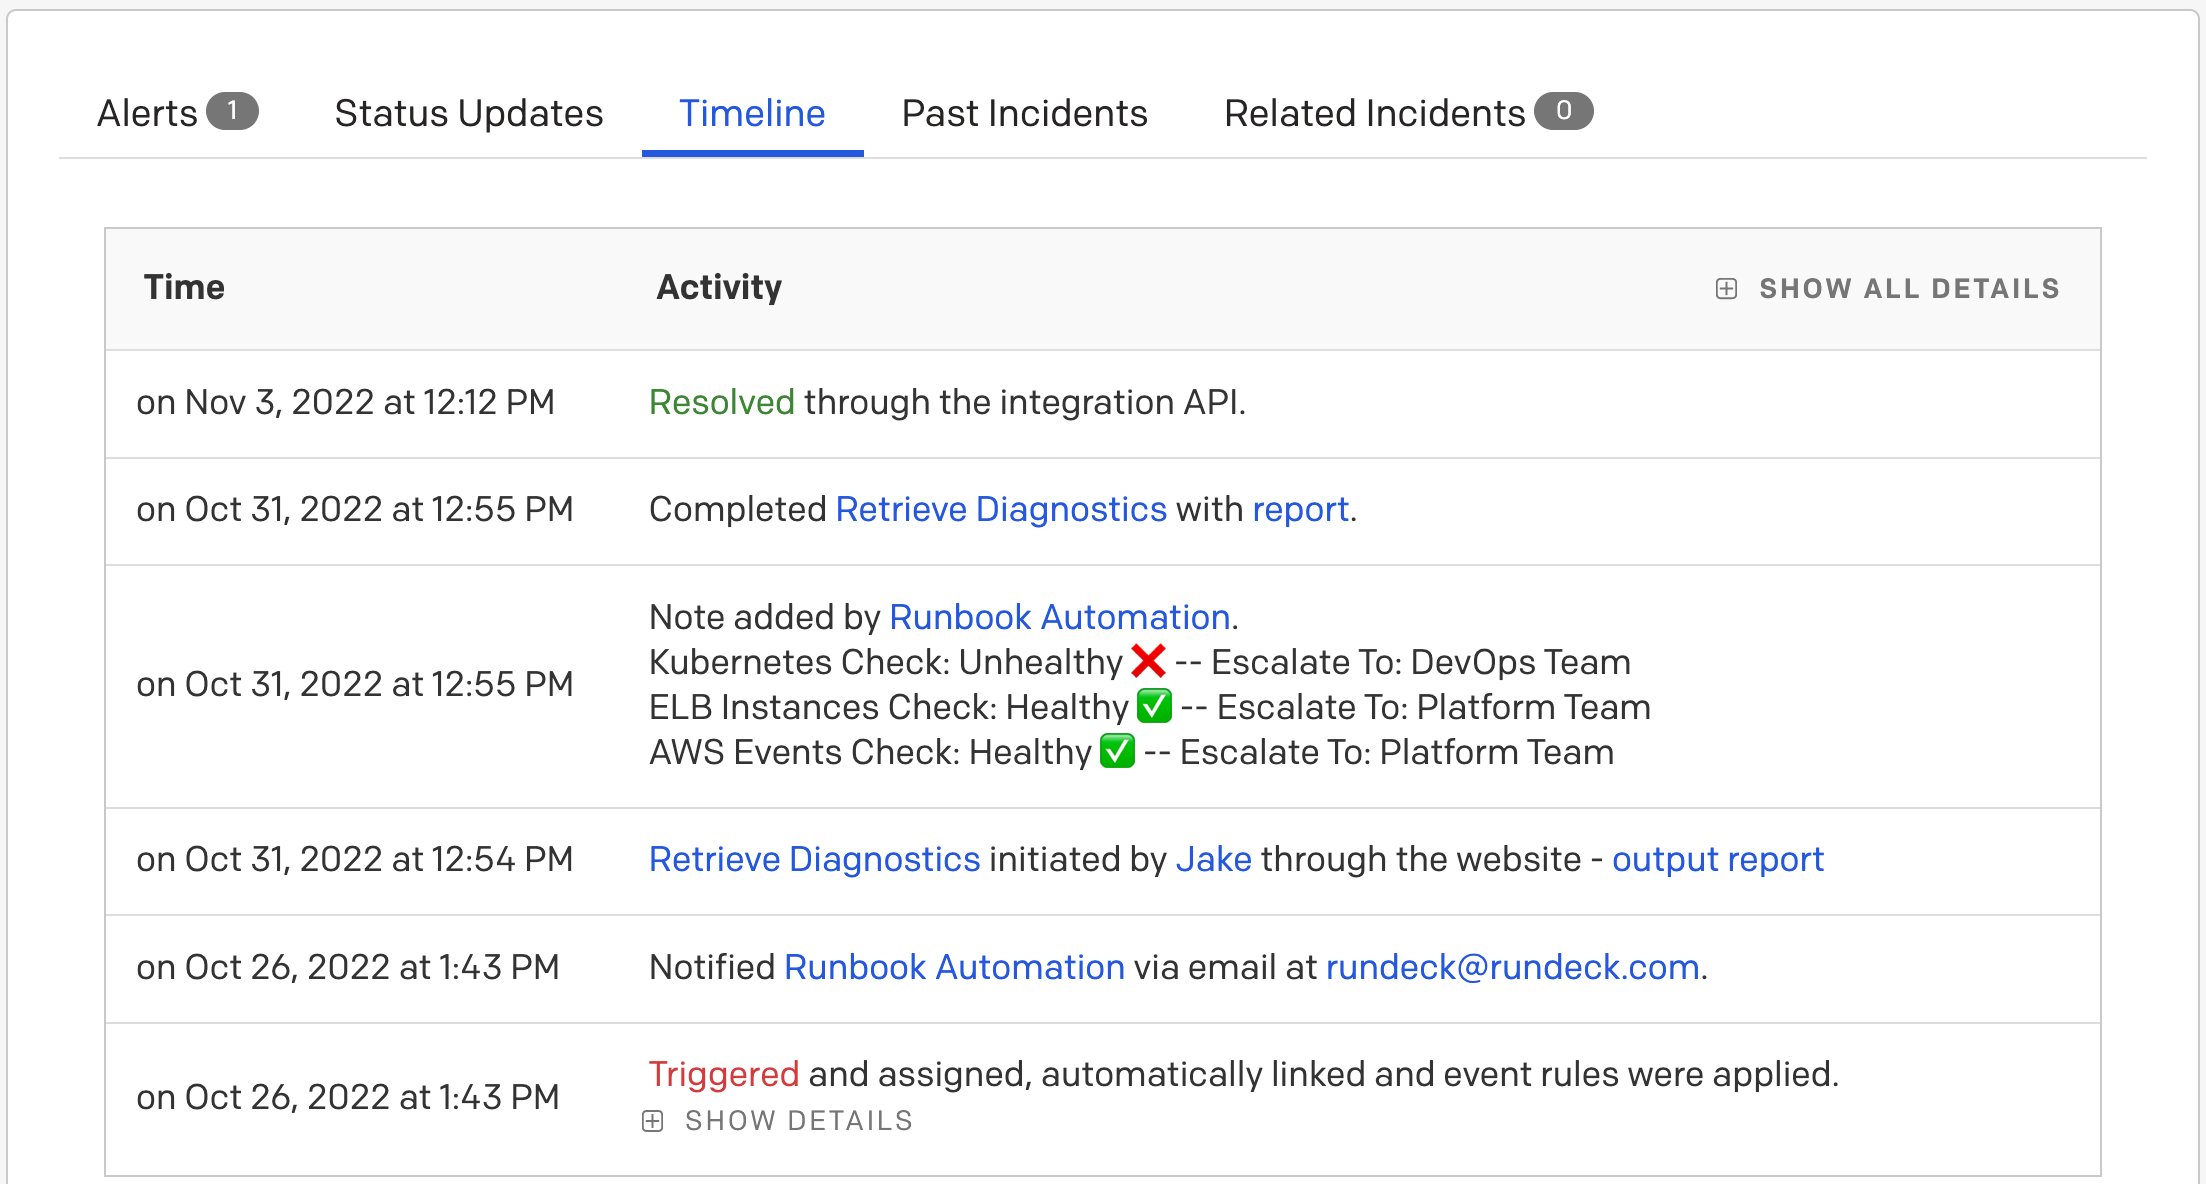 Alerts 1 Status Updates Timeline Past Incidents Related Incidents 0
Time Activity SHOW ALL DETAILS
on Nov 3, 2022 at 12:12 PM Resolved through the integration API.
on Oct 31, 2022 at 12:55 PM Completed Retrieve Diagnostics with report.
on Oct 31, 2022 at 12:55 PM
Note added by Runbook Automation.
Kubernetes Check: Unhealthy ❌ -- Escalate To: DevOps Team
ELB Instances Check: Healthy ✅ -- Escalate To: Platform Team
AWS Events Check: Healthy ✅ -- Escalate To: Platform Team
on Oct 31, 2022 at 12:54 PM Retrieve Diagnostics initiated by Jake through the website - output report
on Oct 26, 2022 at 1:43 PM Notified Runbook Automation via email at rundeck@rundeck.com.
on Oct 26, 2022 at 1:43 PM
Triggered and assigned, automatically linked and event rules were applied.
SHOW DETAILS